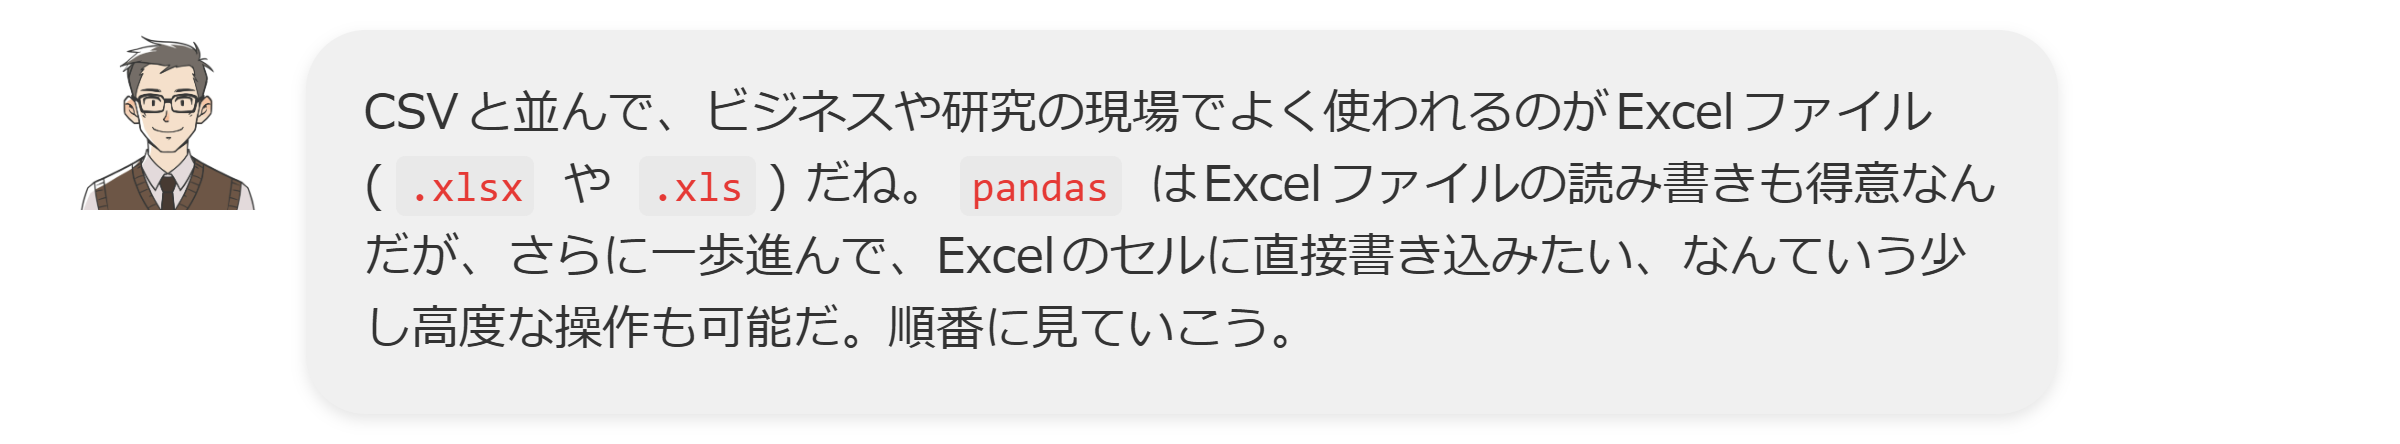 CSVと並んで、ビジネスや研究の現場でよく使われるのがExcelファイル
( .xlsx や .xls ) だね。 pandas はExcelファイルの読み書きも得意なん
だが、さらに一歩進んで、Excelのセルに直接書き込みたい、なんていう少
し高度な操作も可能だ。順番に見ていこう。